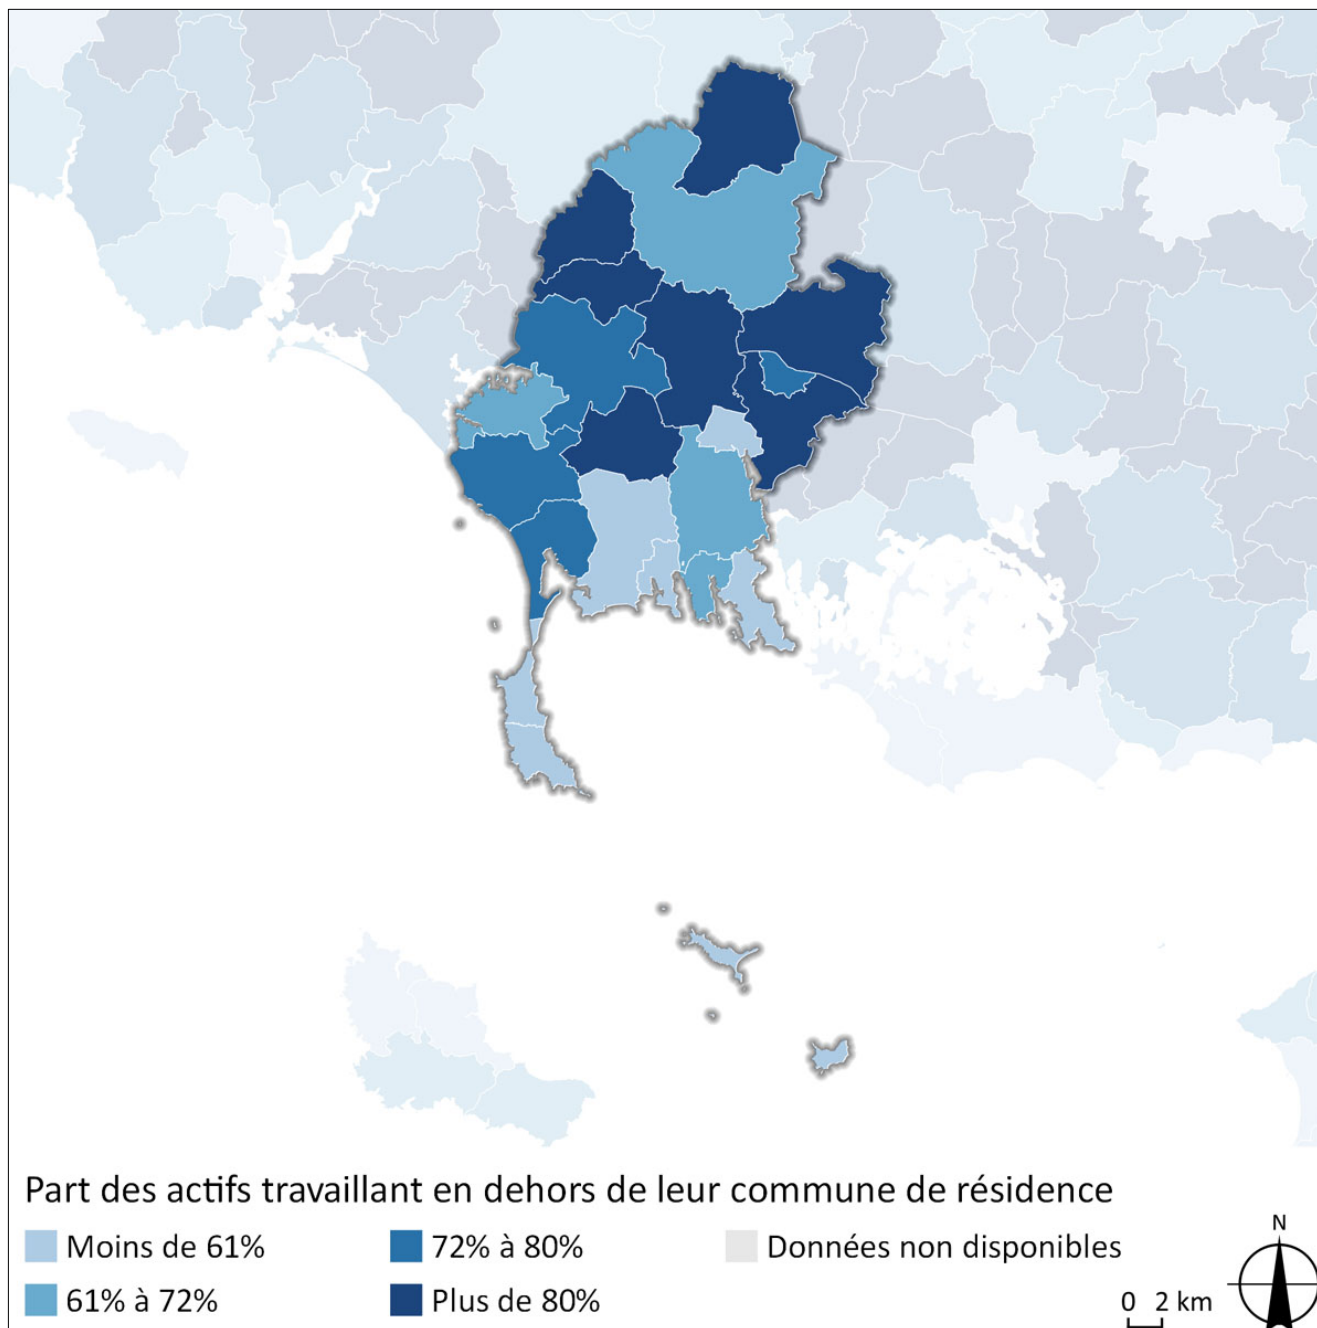 Part des actifs travaillant en dehors de leur commune de résidence
Moins de 61%
72% à 80%
Données non disponibles
61% à 72%
Plus de 80%
N
0 2 km